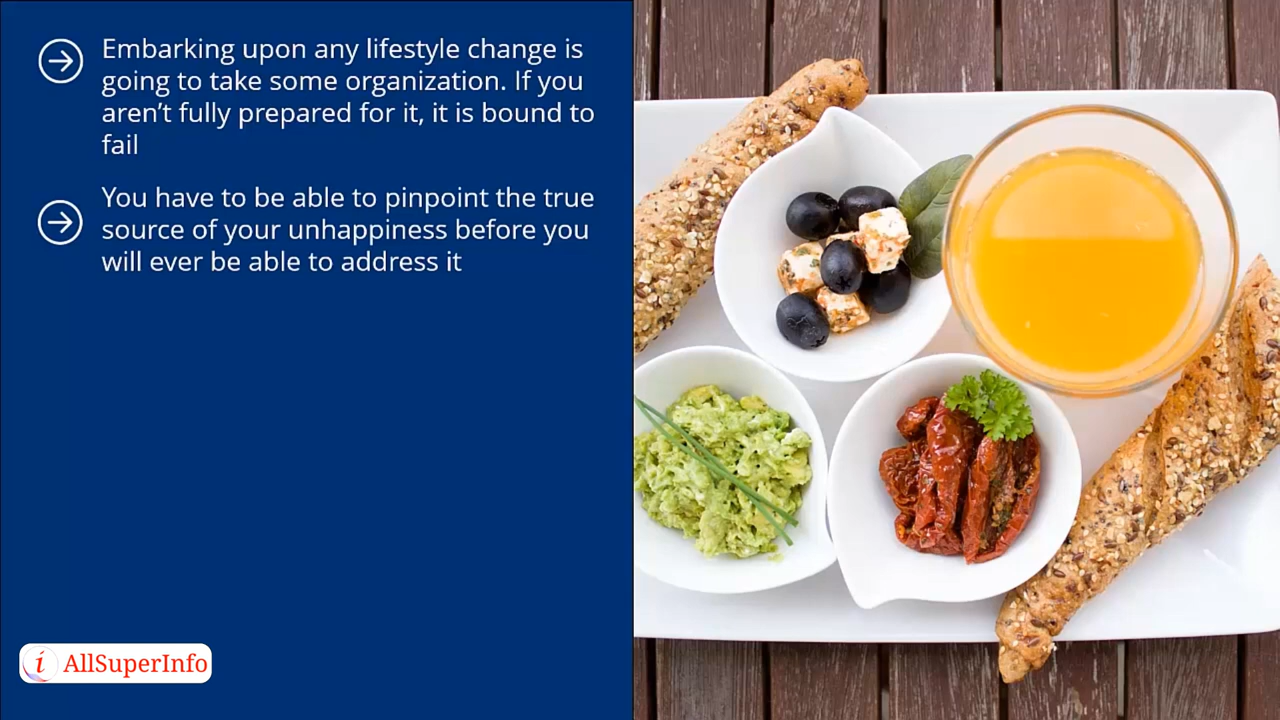 Embarking upon any lifestyle change is
going to take some organization. If you
aren’t fully prepared for it, it is bound to
fail
You have to be able to pinpoint the true
source of your unhappiness before you
will ever be able to address it
i AllSuperInfo